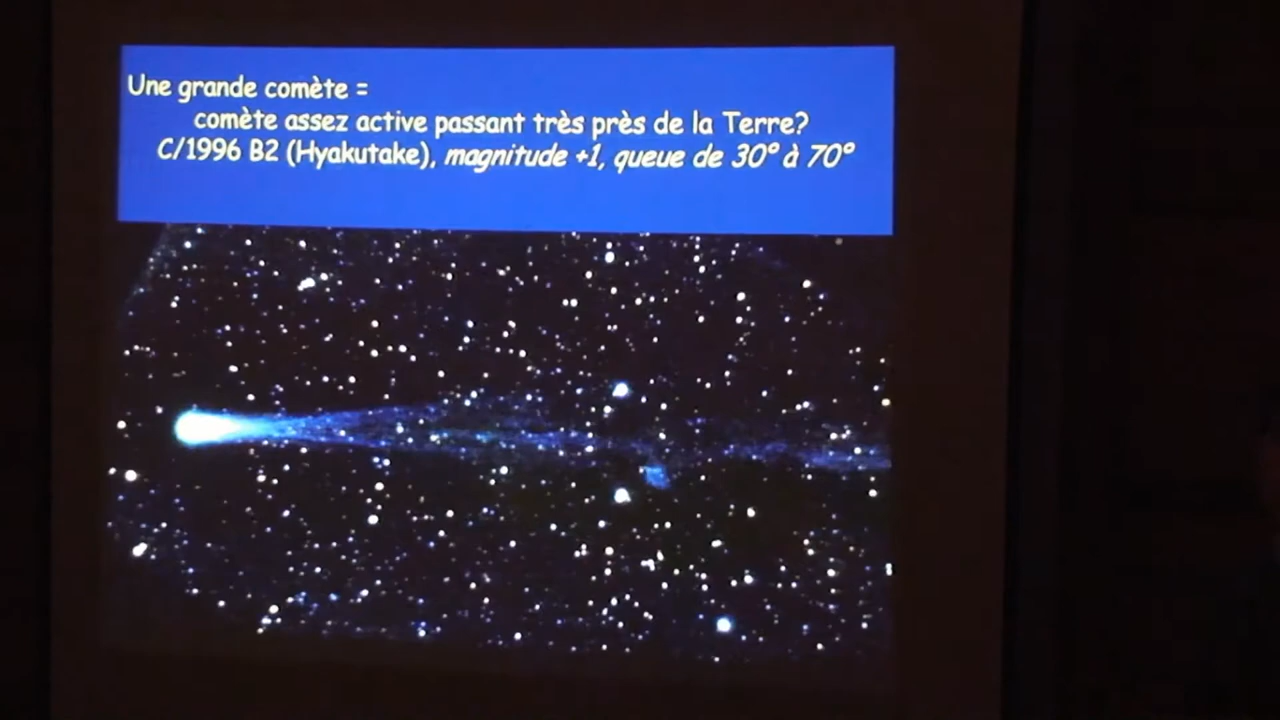 Une grande comète =
comète assez active passant très près de la Terre?
C/1996 B2 (Hyakutake), magnitude +1, queue de 30° à 70°